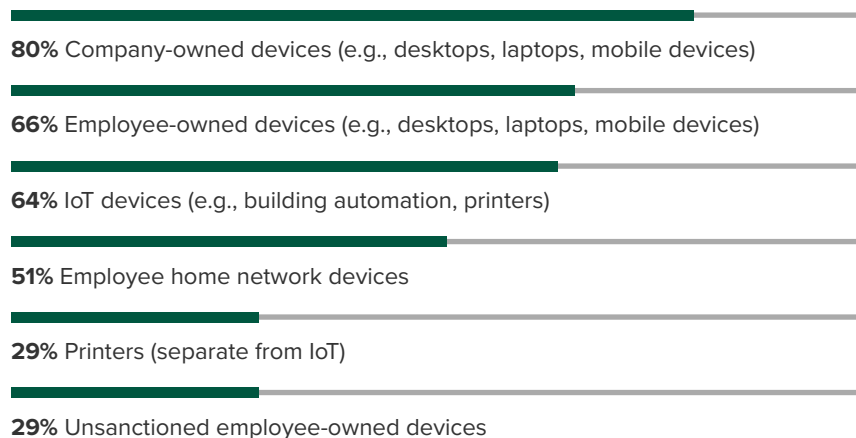 80% Company-owned devices (e.g., desktops, laptops, mobile devices)
66% Employee-owned devices (e.g., desktops, laptops, mobile devices)
64% IoT devices (e.g., building automation, printers)
51% Employee home network devices
29% Printers (separate from IoT)
29% Unsanctioned employee-owned devices